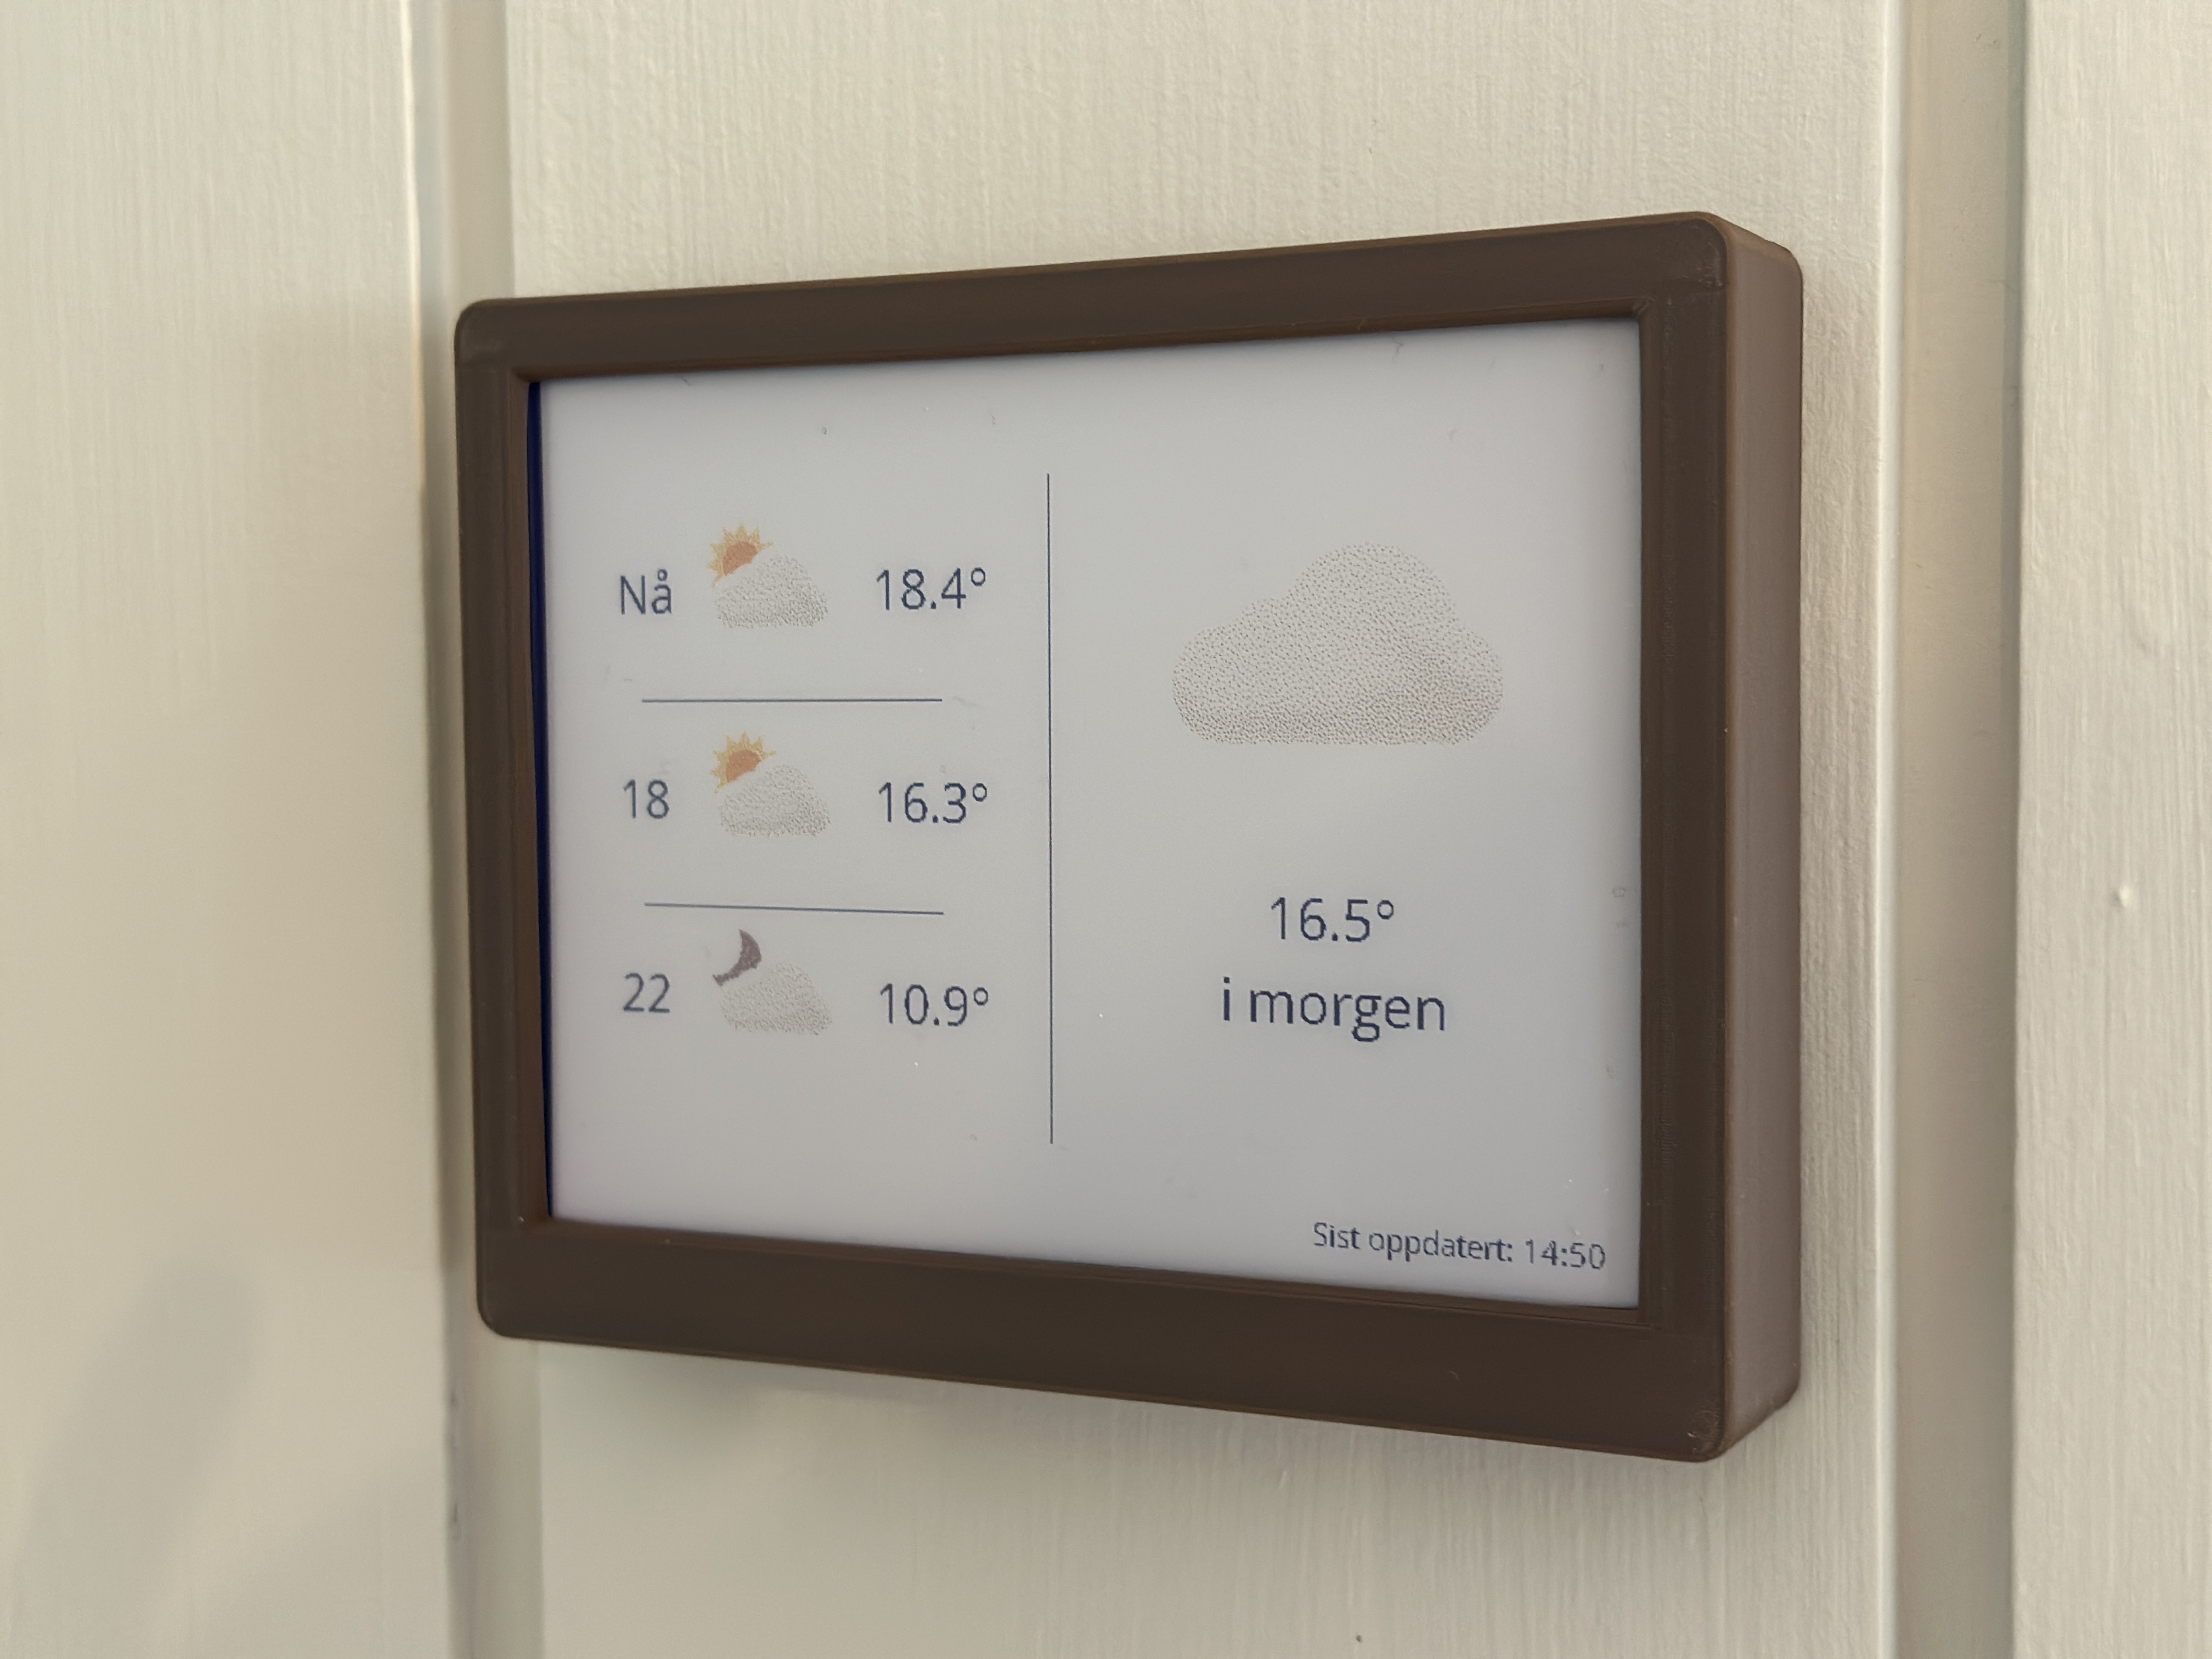 Nå 18.4°
18 16.3°
22 10.9°
16.5°
i morgen
Sist oppdatert: 14:50